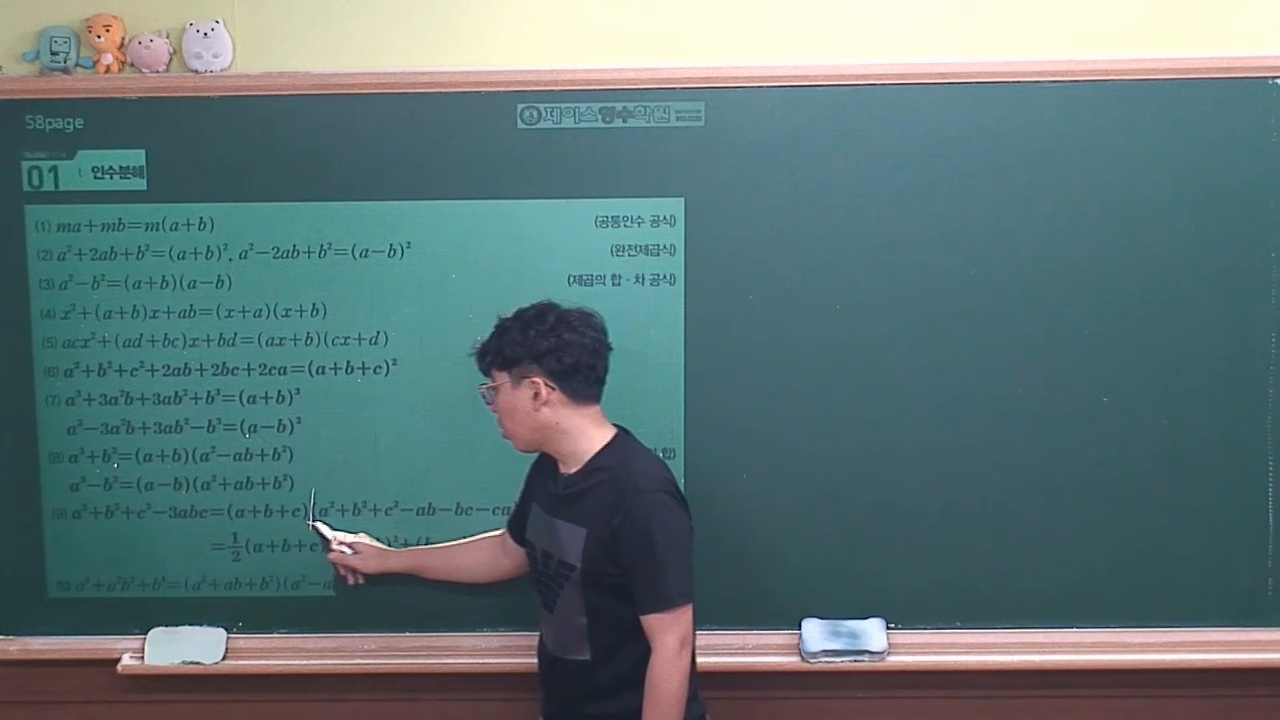 58page
제이스영수학원
01 인수분해
(1) ma+mb=m(a+b) (공통인수 공식)
(2) a²+2ab+b²=(a+b)², a²-2ab+b²=(a-b)² (완전제곱식)
(3) a²-b²=(a+b)(a-b) (제곱의 합 · 차 공식)
(4) x²+(a+b)x+ab=(x+a)(x+b)
(5) acx²+(ad+bc)x+bd=(ax+b)(cx+d)
(6) a²+b²+c²+2ab+2bc+2ca=(a+b+c)²
(7) a³+3a²b+3ab²+b³=(a+b)³
a³-3a²b+3ab²-b³=(a-b)³
(8) a³+b³=(a+b)(a²-ab+b²) 합)
a³-b³=(a-b)(a²+ab+b²)
(9) a³+b³+c³-3abc=(a+b+c)(a²+b²+c²-ab-bc-ca)
=1/2(a+b+c
(10) a⁴+a²b²+b⁴=(a²+ab+b²)(a²-a